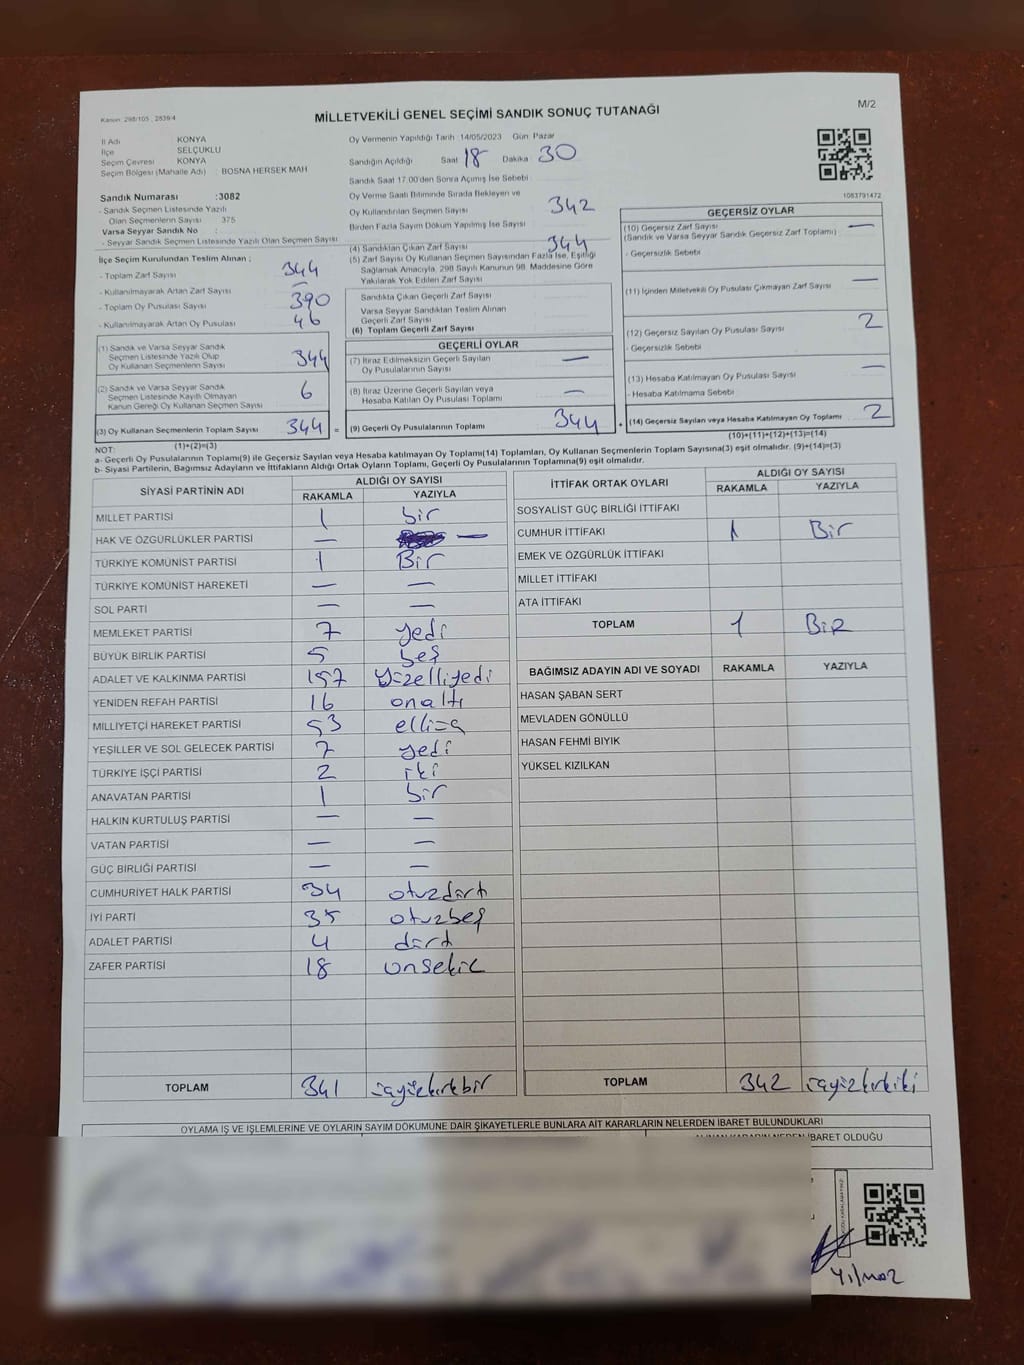 Kanun: 298/105 , 2839/4
MİLLETVEKİLİ GENEL SEÇİMİ SANDIK SONUÇ TUTANAĞI
M/2
İl Adı KONYA
İlçe SELÇUKLU
Seçim Çevresi KONYA
Seçim Bölgesi (Mahalle Adı) : BOSNA HERSEK MAH
Sandık Numarası :3082
- Sandık Seçmen Listesinde Yazılı
Olan Seçmenlerin Sayısı 375
Varsa Seyyar Sandık No :
- Seyyar Sandık Seçmen Listesinde Yazılı Olan Seçmen Sayısı
Oy Vermenin Yapıldığı Tarih :14/05/2023 Gün: Pazar
Sandığın Açıldığı Saat 18 Dakika 30
Sandık Saat 17.00'den Sonra Açılmış İse Sebebi
Oy Verme Saati Bitiminde Sırada Bekleyen ve
Oy Kullandırılan Seçmen Sayısı 342
Birden Fazla Sayım Döküm Yapılmış İse Sayısı
1083791472
İlçe Seçim Kurulundan Teslim Alınan ;
- Toplam Zarf Sayısı 344
- Kullanılmayarak Artan Zarf Sayısı —
- Toplam Oy Pusulası Sayısı 390
- Kullanılmayarak Artan Oy Pusulası 46
(1) Sandık ve Varsa Seyyar Sandık
Seçmen Listesinde Yazılı Olup
Oy Kullanan Seçmenlerin Sayısı 344
(2) Sandık ve Varsa Seyyar Sandık
Seçmen Listesinde Kayıtlı Olmayan
Kanun Gereği Oy Kullanan Seçmen Sayısı 6
(3) Oy Kullanan Seçmenlerin Toplam Sayısı 344 =
(1)+(2)=(3)
(4) Sandıktan Çıkan Zarf Sayısı 344
(5) Zarf Sayısı Oy Kullanan Seçmen Sayısından Fazla İse, Eşitliği
Sağlamak Amacıyla, 298 Sayılı Kanunun 98. Maddesine Göre
Yakılarak Yok Edilen Zarf Sayısı
Sandıkta Çıkan Geçerli Zarf Sayısı
Varsa Seyyar Sandıktan Teslim Alınan
Geçerli Zarf Sayısı
(6) Toplam Geçerli Zarf Sayısı
GEÇERLİ OYLAR
(7) İtiraz Edilmeksizin Geçerli Sayılan
Oy Pusulalarının Sayısı —
(8) İtiraz Üzerine Geçerli Sayılan veya
Hesaba Katılan Oy Pusulası Toplamı —
(9) Geçerli Oy Pusulalarının Toplamı 344 +
GEÇERSİZ OYLAR
(10) Geçersiz Zarf Sayısı —
(Sandık ve Varsa Seyyar Sandık Geçersiz Zarf Toplamı)
- Geçersizlik Sebebi
(11) İçinden Milletvekili Oy Pusulası Çıkmayan Zarf Sayısı —
(12) Geçersiz Sayılan Oy Pusulası Sayısı 2
- Geçersizlik Sebebi
(13) Hesaba Katılmayan Oy Pusulası Sayısı —
- Hesaba Katılmama Sebebi
(14) Geçersiz Sayılan veya Hesaba Katılmayan Oy Toplamı 2
(10)+(11)+(12)+(13)=(14)
NOT:
a- Geçerli Oy Pusulalarının Toplamı(9) ile Geçersiz Sayılan veya Hesaba katılmayan Oy Toplamı(14) Toplamları, Oy Kullanan Seçmenlerin Toplam Sayısına(3) eşit olmalıdır. (9)+(14)=(3)
b- Siyasi Partilerin, Bağımsız Adayların ve İttifakların Aldığı Ortak Oyların Toplamı, Geçerli Oy Pusulalarının Toplamına(9) eşit olmalıdır.
SİYASİ PARTİNİN ADI ALDIĞI OY SAYISI
RAKAMLA YAZIYLA
MİLLET PARTİSİ 1 bir
HAK VE ÖZGÜRLÜKLER PARTİSİ — —
TÜRKİYE KOMÜNİST PARTİSİ 1 Bir
TÜRKİYE KOMÜNİST HAREKETİ — —
SOL PARTİ — —
MEMLEKET PARTİSİ 7 yedi
BÜYÜK BİRLİK PARTİSİ 5 beş
ADALET VE KALKINMA PARTİSİ 157 yüzelliyedi
YENİDEN REFAH PARTİSİ 16 onaltı
MİLLİYETÇİ HAREKET PARTİSİ 53 elliüç
YEŞİLLER VE SOL GELECEK PARTİSİ 7 yedi
TÜRKİYE İŞÇİ PARTİSİ 2 iki
ANAVATAN PARTİSİ 1 bir
HALKIN KURTULUŞ PARTİSİ — —
VATAN PARTİSİ — —
GÜÇ BİRLİĞİ PARTİSİ — —
CUMHURİYET HALK PARTİSİ 34 otuzdört
İYİ PARTİ 35 otuzbeş
ADALET PARTİSİ 4 dört
ZAFER PARTİSİ 18 onsekiz
TOPLAM 341 üçyüzkırkbir
İTTİFAK ORTAK OYLARI ALDIĞI OY SAYISI
RAKAMLA YAZIYLA
SOSYALİST GÜÇ BİRLİĞİ İTTİFAKI
CUMHUR İTTİFAKI 1 Bir
EMEK VE ÖZGÜRLÜK İTTİFAKI
MİLLET İTTİFAKI
ATA İTTİFAKI
TOPLAM 1 BİR
BAĞIMSIZ ADAYIN ADI VE SOYADI RAKAMLA YAZIYLA
HASAN ŞABAN SERT
MEVLADEN GÖNÜLLÜ
HASAN FEHMİ BIYIK
YÜKSEL KIZILKAN
TOPLAM 342 üçyüzkırkiki
OYLAMA İŞ VE İŞLEMLERİNE VE OYLARIN SAYIM DÖKÜMÜNE DAİR ŞİKAYETLERLE BUNLARA AİT KARARLARIN NELERDEN İBARET BULUNDUKLARI
ALINAN KARARIN NEDEN İBARET OLDUĞU
Yılmaz